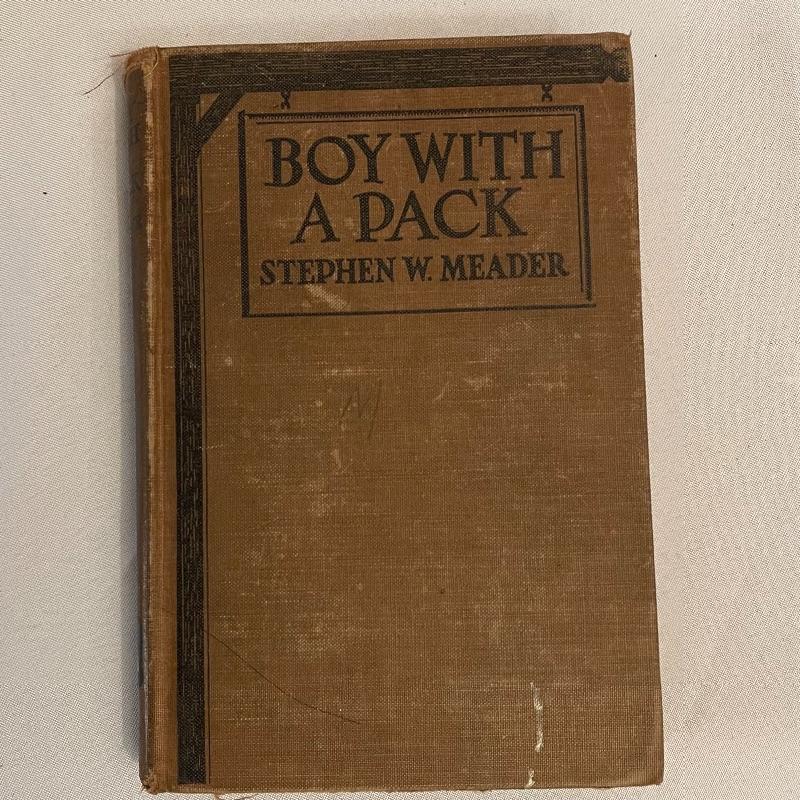 BOY WITH
A PACK
STEPHEN W. MEADER